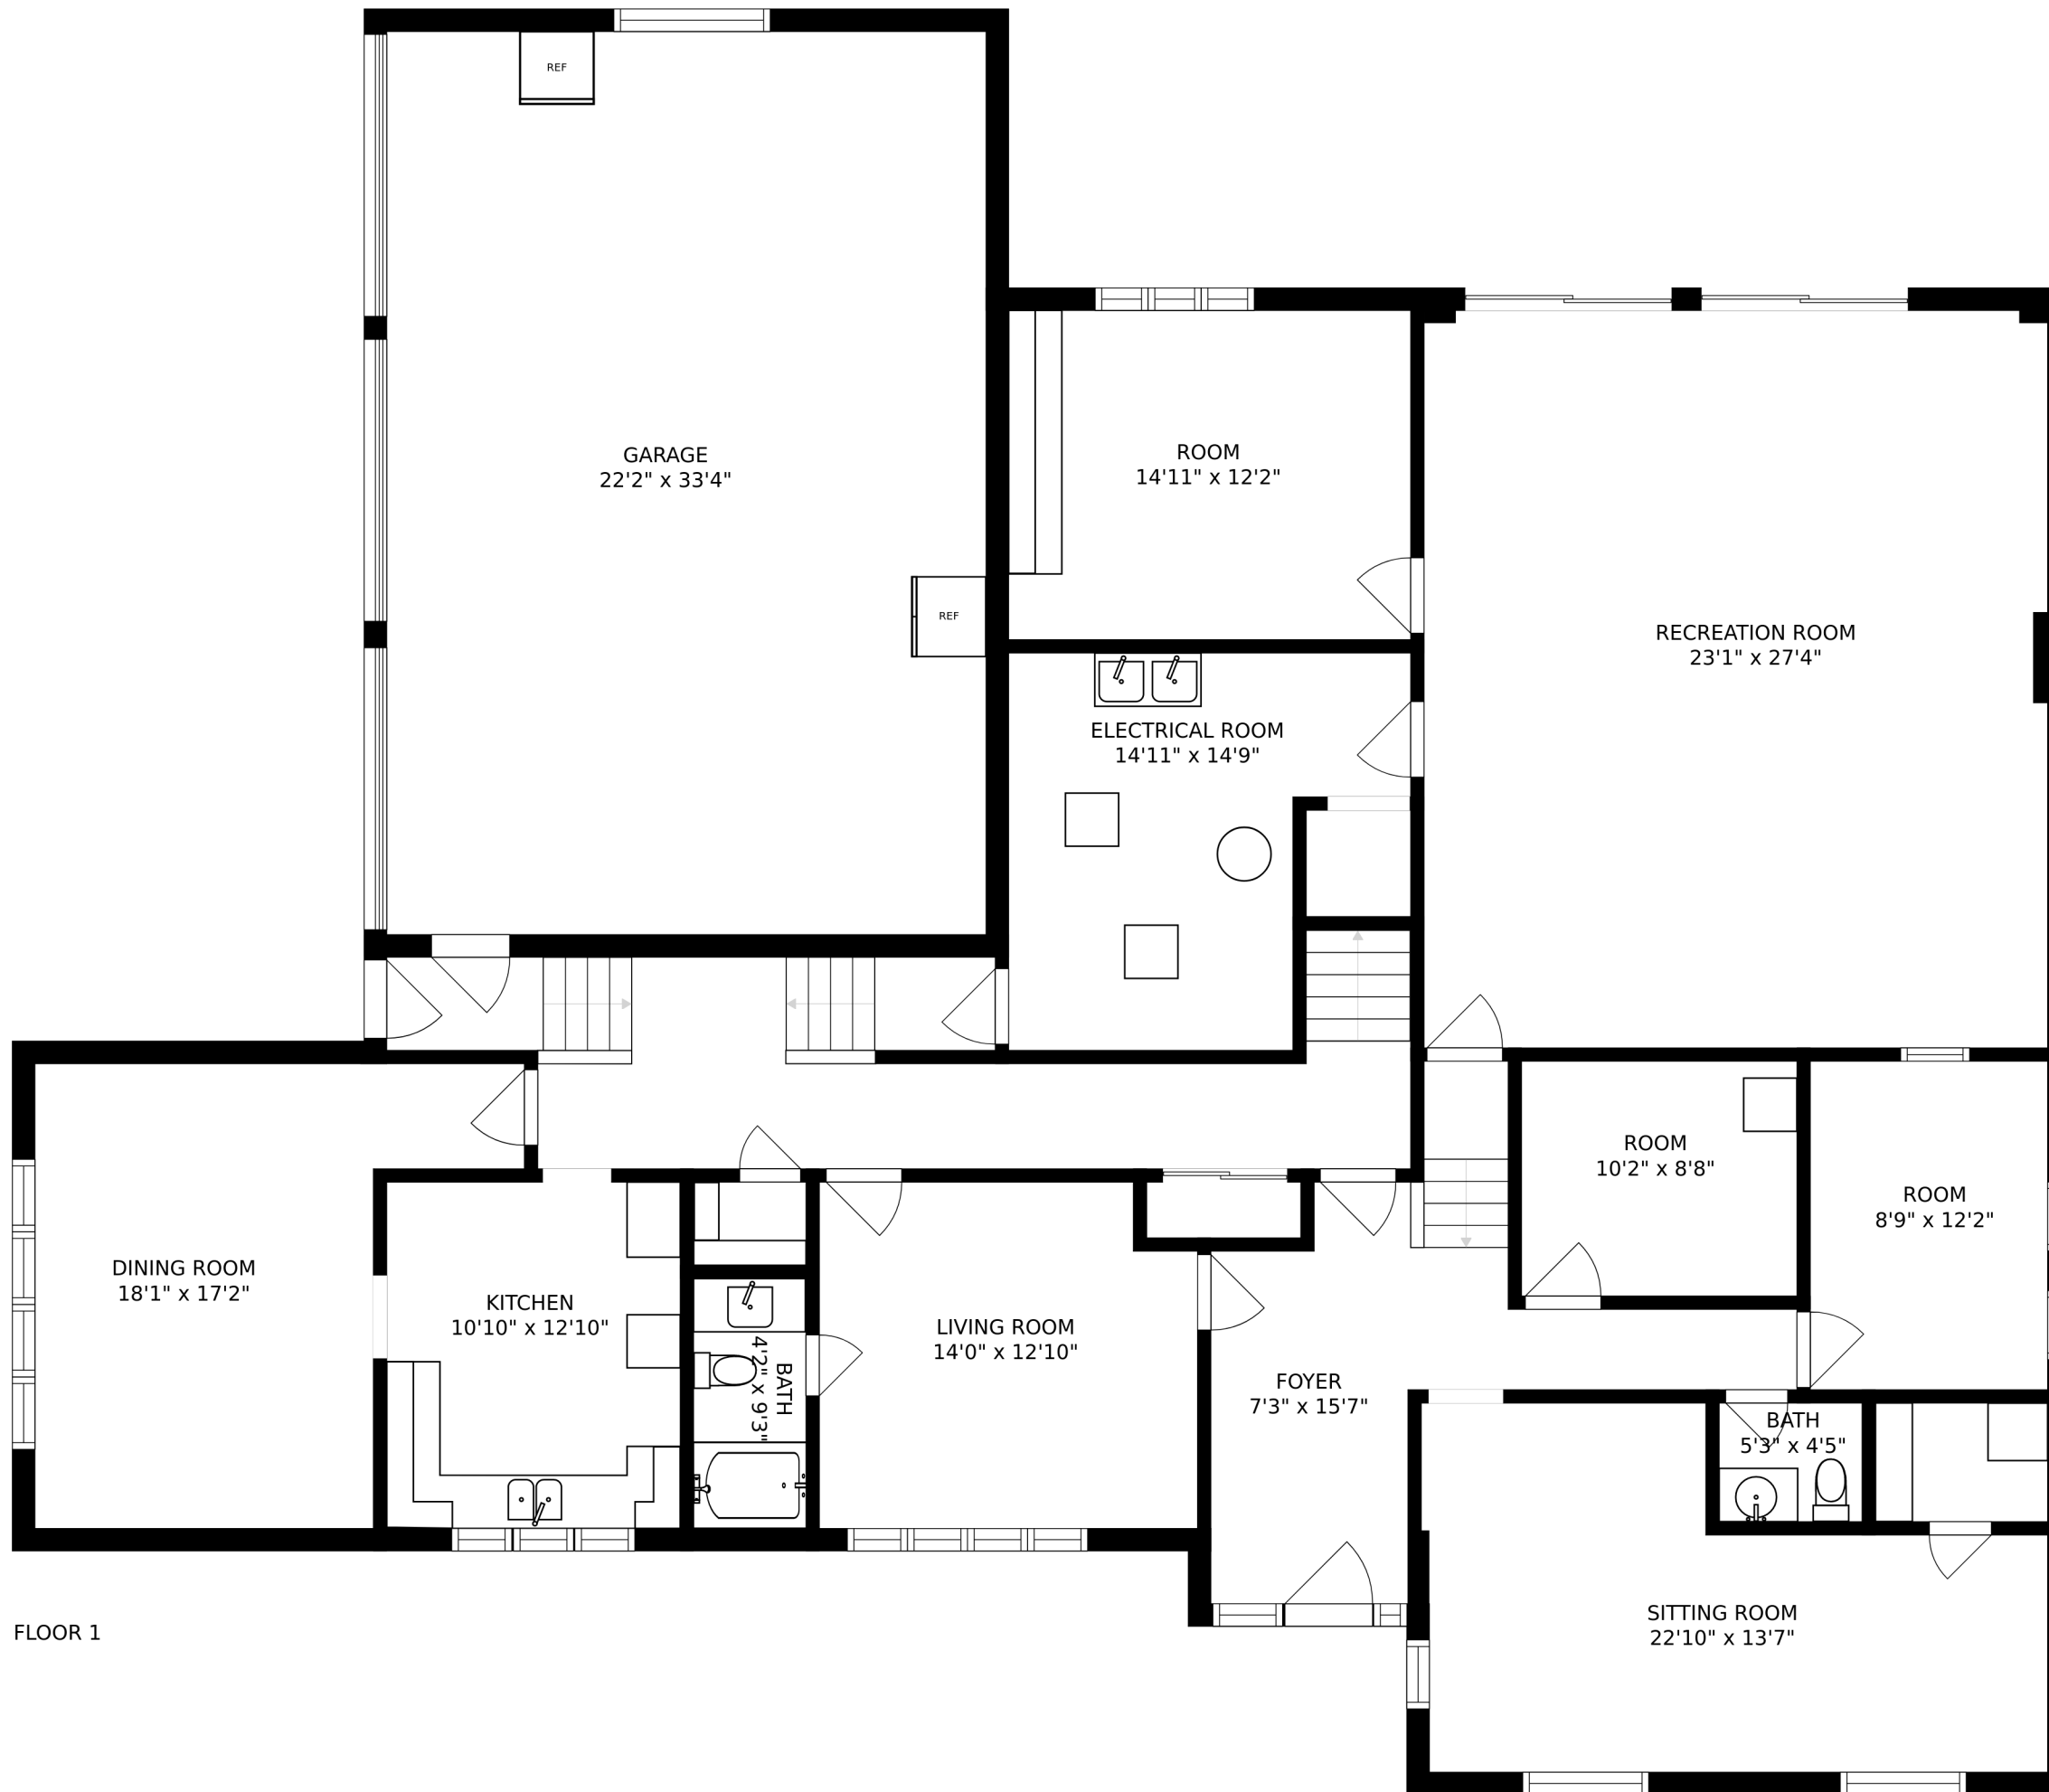 REF
GARAGE
22'2" x 33'4"
REF
ROOM
14'11" x 12'2"
RECREATION ROOM
23'1" x 27'4"
ELECTRICAL ROOM
14'11" x 14'9"
ROOM
10'2" x 8'8"
ROOM
8'9" x 12'2"
DINING ROOM
18'1" x 17'2"
KITCHEN
10'10" x 12'10"
BATH
4'2" x 9'3"
LIVING ROOM
14'0" x 12'10"
FOYER
7'3" x 15'7"
BATH
5'3" x 4'5"
SITTING ROOM
22'10" x 13'7"
FLOOR 1